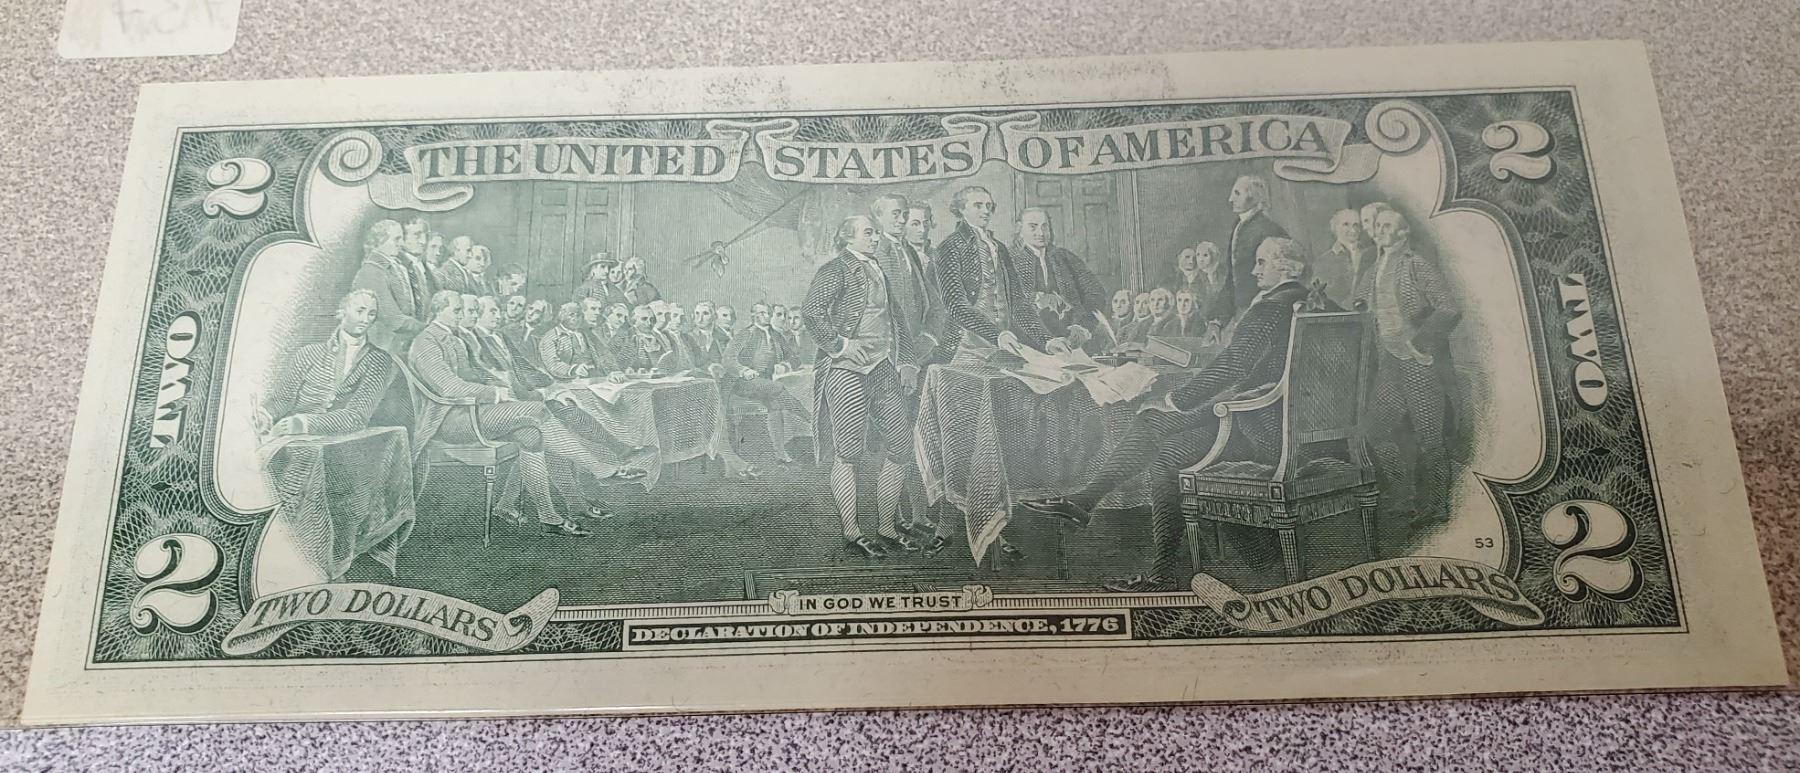 THE UNITED STATES OF AMERICA
2
2
TWO
TWO
2
2
53
TWO DOLLARS
IN GOD WE TRUST
TWO DOLLARS
DECLARATION OF INDEPENDENCE, 1776